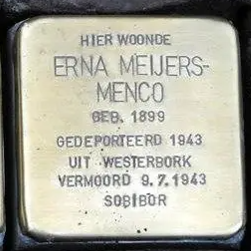 HIER WOONDE
ERNA MEIJERS-
MENCO
GEB. 1899
GEDEPORTEERD 1943
UIT WESTERBORK
VERMOORD 9.7.1943
SOBIBOR